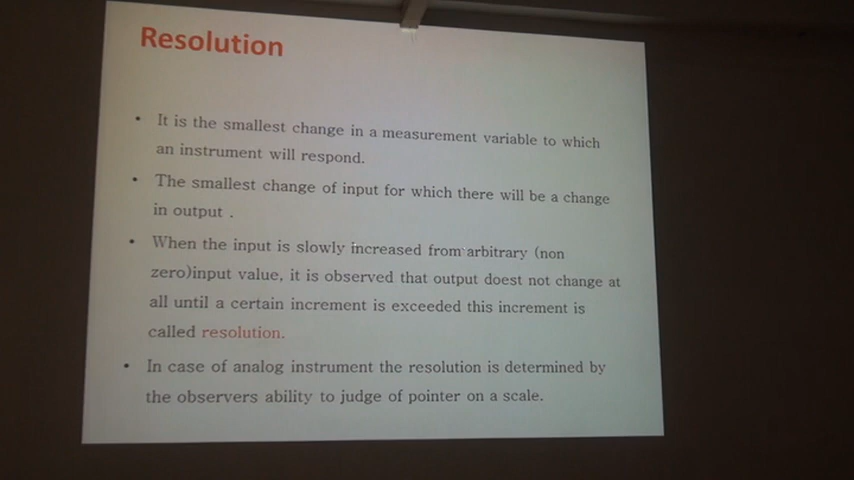 Resolution
• It is the smallest change in a measurement variable to which
an instrument will respond.
• The smallest change of input for which there will be a change
in output .
• When the input is slowly increased from arbitrary (non
zero)input value, it is observed that output doest not change at
all until a certain increment is exceeded this increment is
called resolution.
• In case of analog instrument the resolution is determined by
the observers ability to judge of pointer on a scale.